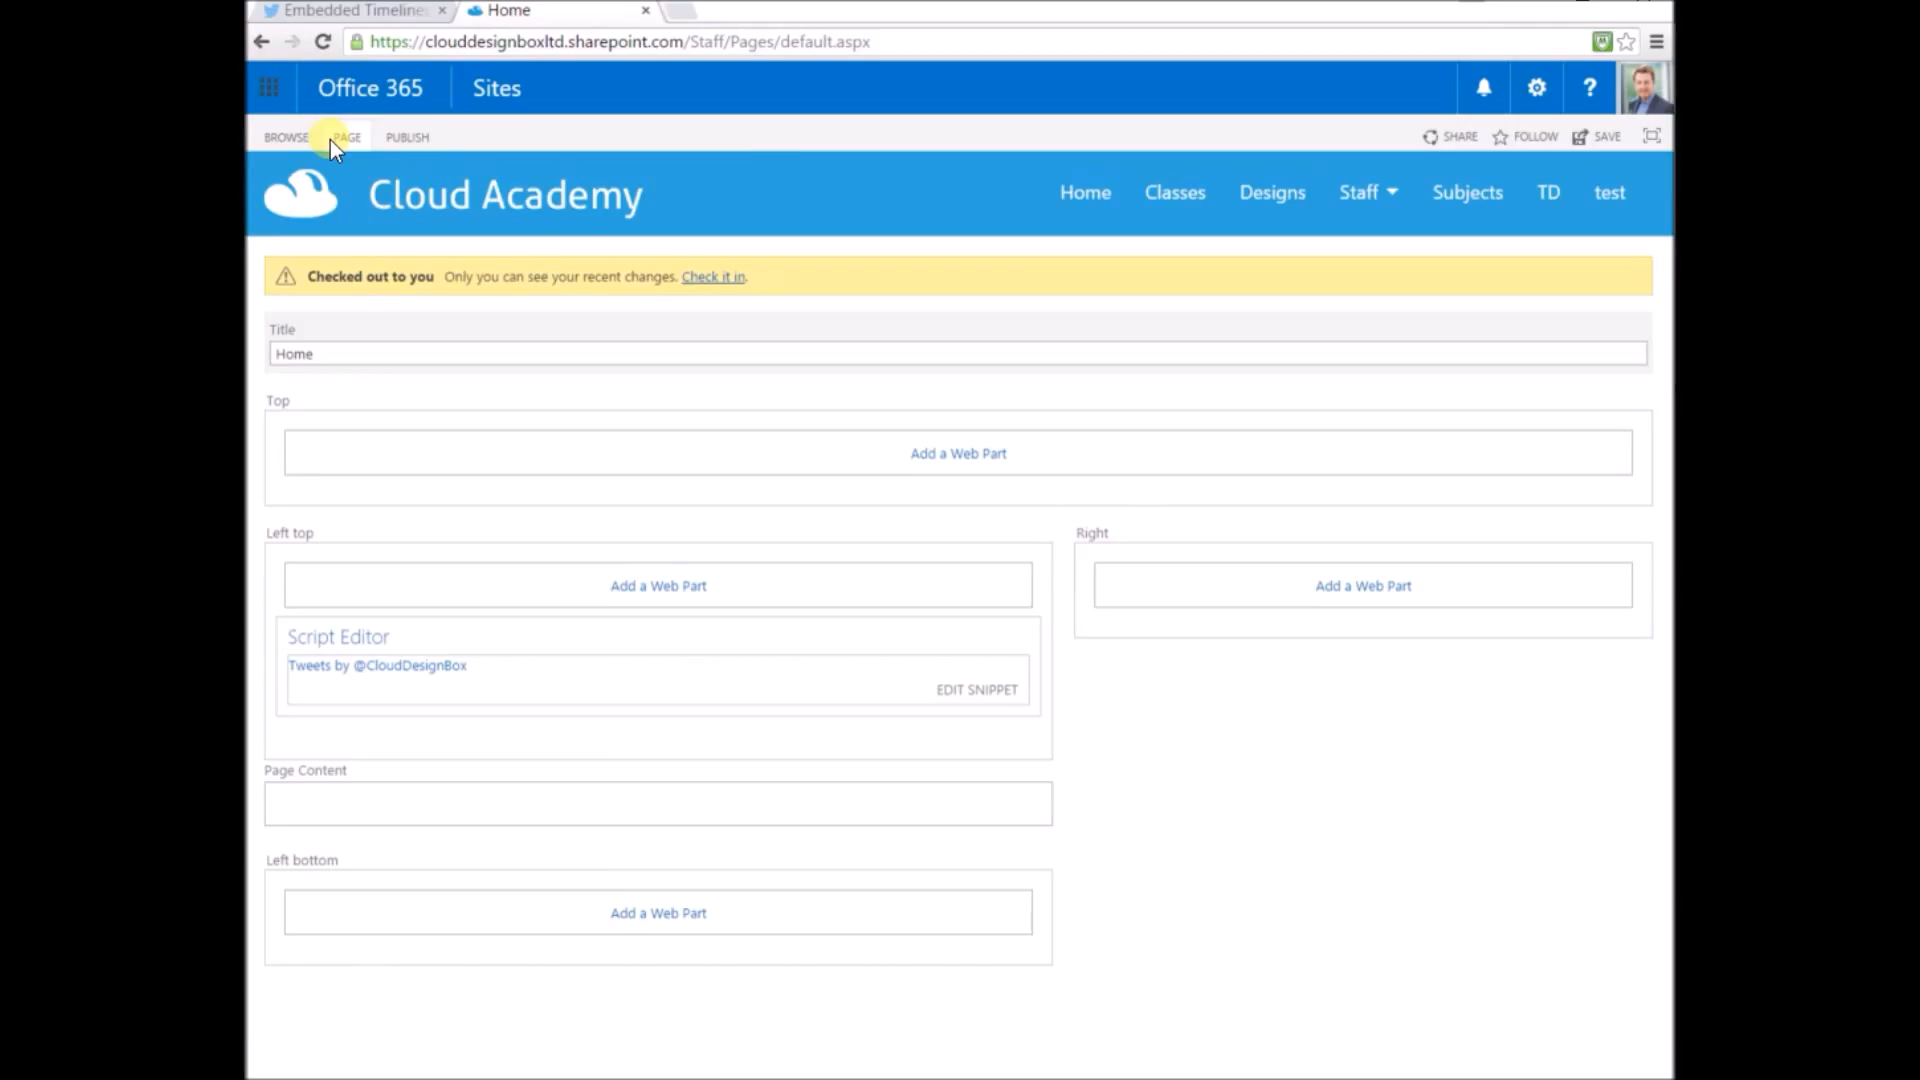 Embedded Timeline
Home
https://clouddesignboxltd.sharepoint.com/Staff/Pages/default.aspx
Office 365
Sites
?
BROWSE
PAGE
PUBLISH
SHARE
FOLLOW
SAVE
Cloud Academy
Home
Classes
Designs
Staff
Subjects
TD
test
Checked out to you Only you can see your recent changes. Check it in.
Title
Home
Top
Add a Web Part
Left top
Right
Add a Web Part
Add a Web Part
Script Editor
Tweets by @CloudDesignBox
EDIT SNIPPET
Page Content
Left bottom
Add a Web Part